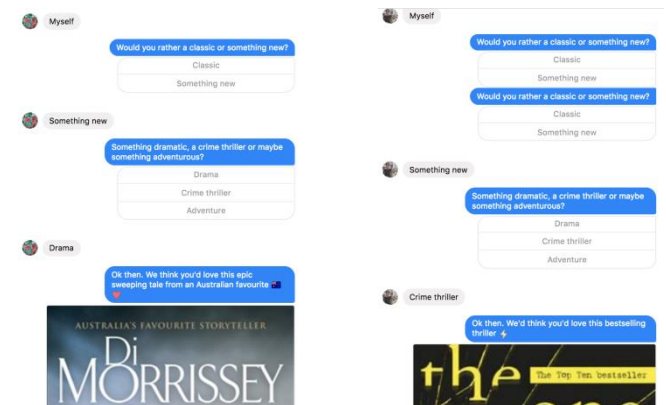 Myself
Would you rather a classic or something new?
Classic
Something new
Something new
Something dramatic, a crime thriller or maybe
something adventurous?
Drama
Crime thriller
Adventure
Drama
Ok then. We think you'd love this epic
sweeping tale from an Australian favourite 🇦🇺
❤️
AUSTRALIA'S FAVOURITE STORYTELLER
Di
MORRISSEY
Myself
Would you rather a classic or something new?
Classic
Something new
Would you rather a classic or something new?
Classic
Something new
Something new
Something dramatic, a crime thriller or maybe
something adventurous?
Drama
Crime thriller
Adventure
Crime thriller
Ok then. We'd think you'd love this bestselling
thriller ⚡
the
The Top Ten bestseller
one